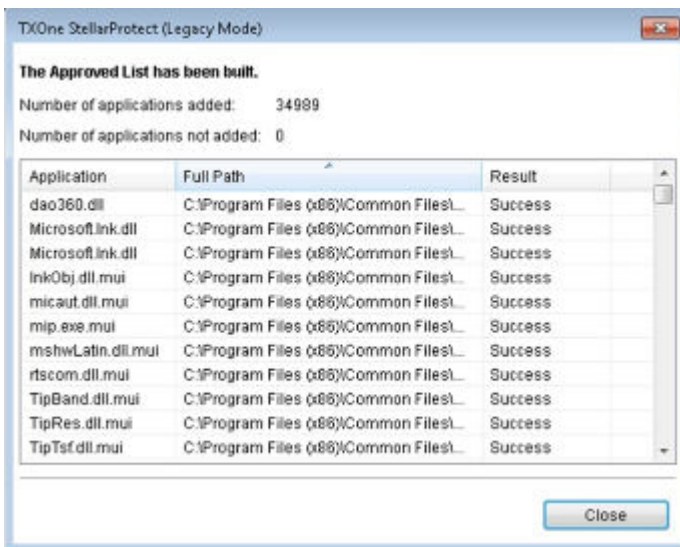 TXOne StellarProtect (Legacy Mode)
The Approved List has been built.
Number of applications added: 34989
Number of applications not added: 0
Application Full Path Result
dao360.dll C:\Program Files (x86)\Common Files\... Success
Microsoft.Ink.dll C:\Program Files (x86)\Common Files\... Success
Microsoft.Ink.dll C:\Program Files (x86)\Common Files\... Success
InkObj.dll.mui C:\Program Files (x86)\Common Files\... Success
micaut.dll.mui C:\Program Files (x86)\Common Files\... Success
mip.exe.mui C:\Program Files (x86)\Common Files\... Success
mshwLatin.dll.mui C:\Program Files (x86)\Common Files\... Success
rtscom.dll.mui C:\Program Files (x86)\Common Files\... Success
TipBand.dll.mui C:\Program Files (x86)\Common Files\... Success
TipRes.dll.mui C:\Program Files (x86)\Common Files\... Success
TipTsf.dll.mui C:\Program Files (x86)\Common Files\... Success
Close